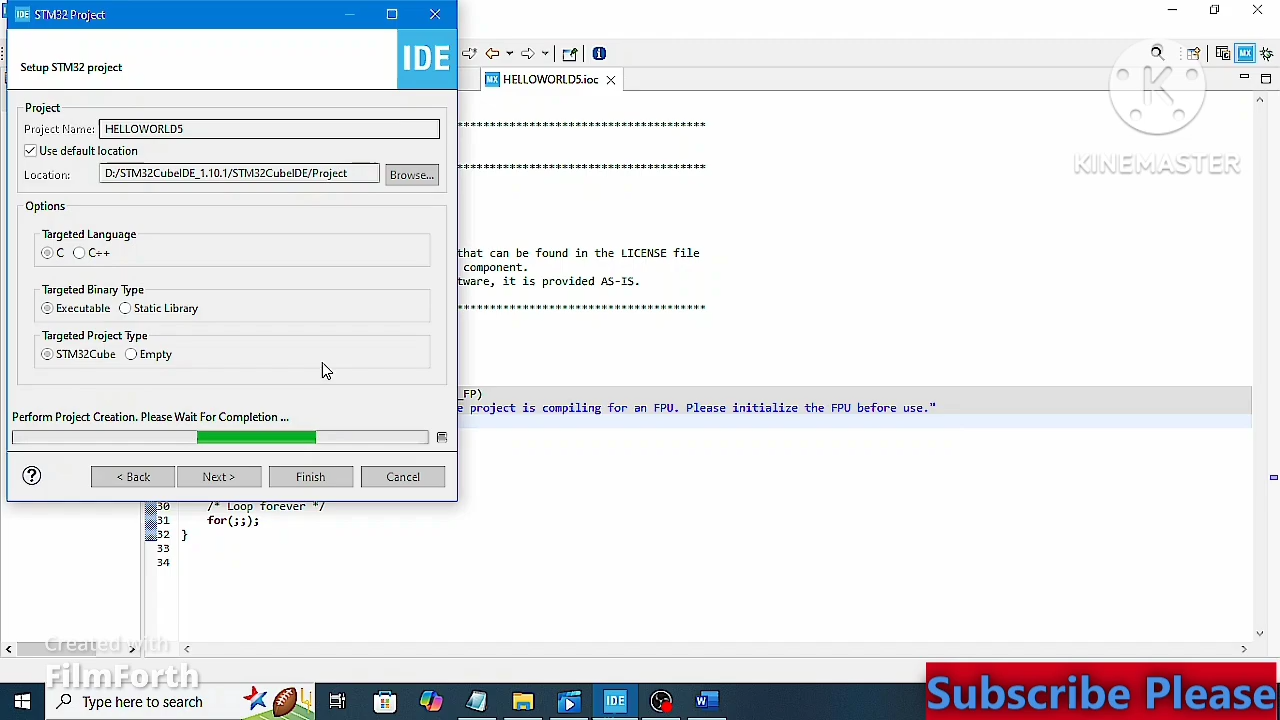 IDE STM32 Project
Setup STM32 project
IDE
Project
Project Name: HELLOWORLD5
Use default location
Location: D:/STM32CubeIDE_1.10.1/STM32CubeIDE/Project
Browse...
Options
Targeted Language
C C++
Targeted Binary Type
Executable Static Library
Targeted Project Type
STM32Cube Empty
Perform Project Creation. Please Wait For Completion ...
? < Back Next > Finish Cancel
MX HELLOWORLD5.ioc
MX
K
KINEMASTER
************************************
************************************
that can be found in the LICENSE file
component.
tware, it is provided AS-IS.
************************************
_FP)
project is compiling for an FPU. Please initialize the FPU before use."
30 /* Loop forever */
31 for(;;);
32 }
33
34
Created with
FilmForth
Type here to search
IDE
Subscribe Please